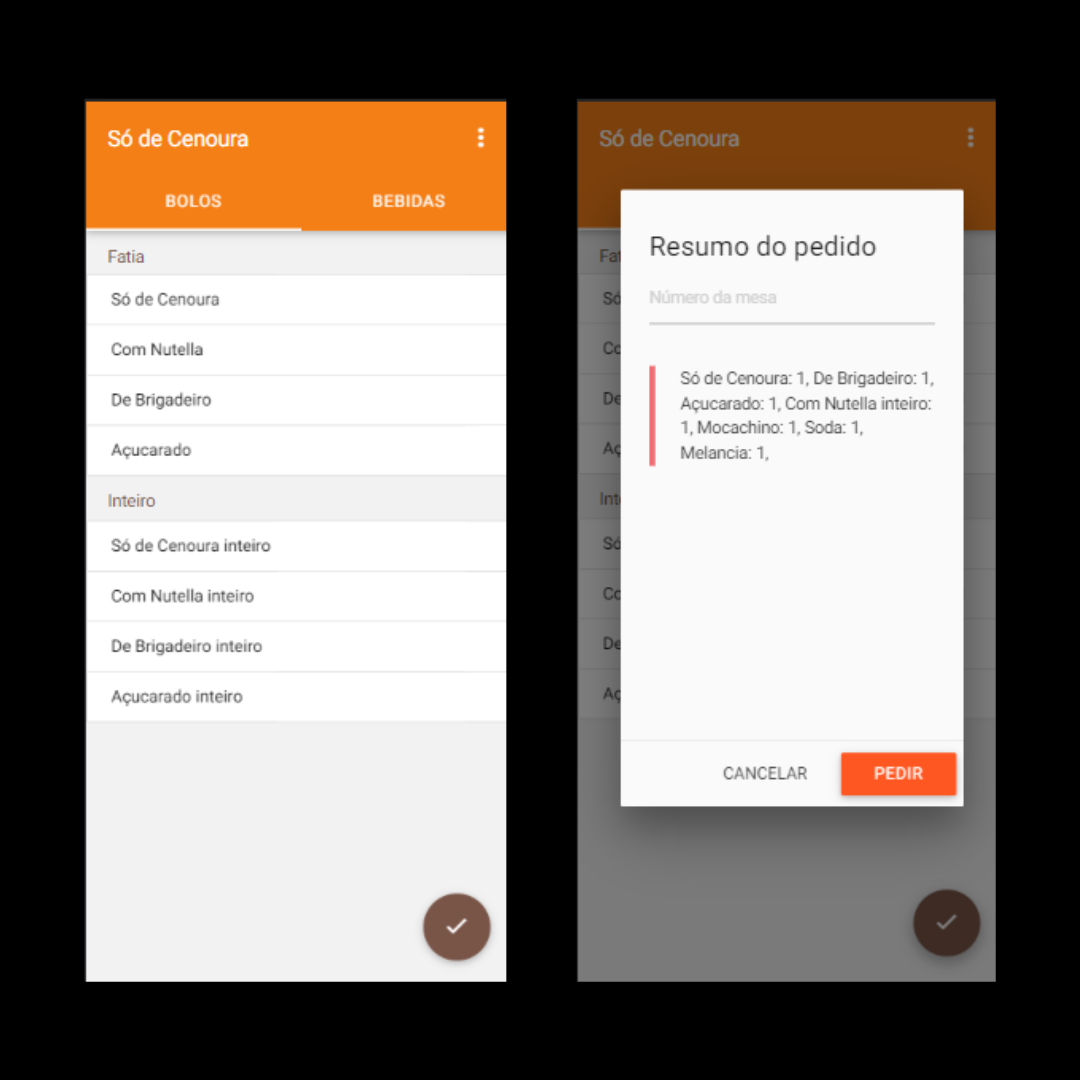 Só de Cenoura
BOLOS BEBIDAS
Fatia
Só de Cenoura
Com Nutella
De Brigadeiro
Açucarado
Inteiro
Só de Cenoura inteiro
Com Nutella inteiro
De Brigadeiro inteiro
Açucarado inteiro
Só de Cenoura
Resumo do pedido
Número da mesa
Só de Cenoura: 1, De Brigadeiro: 1,
Açucarado: 1, Com Nutella inteiro:
1, Mocachino: 1, Soda: 1,
Melancia: 1,
CANCELAR PEDIR
Fat
Só
Co
De
Aç
Inte
Só
Co
De
Aç